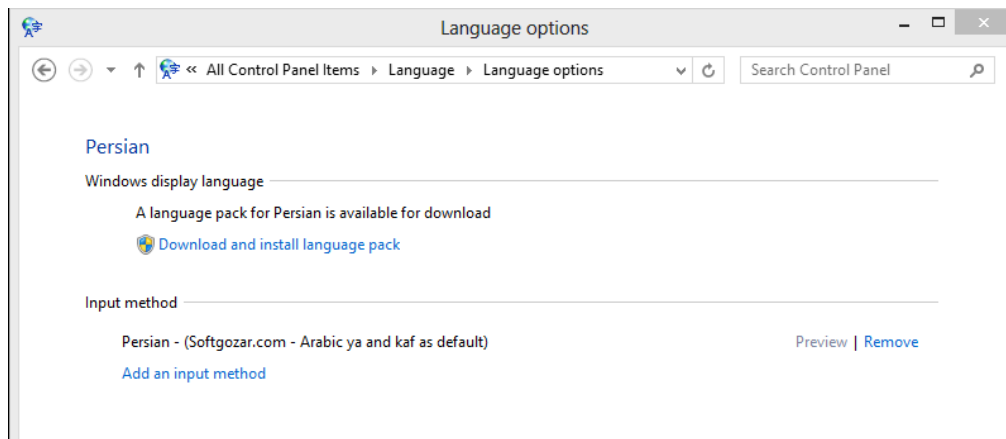 Language options
« All Control Panel Items Language Language options
Search Control Panel
Persian
Windows display language
A language pack for Persian is available for download
Download and install language pack
Input method
Persian - (Softgozar.com - Arabic ya and kaf as default)
Preview | Remove
Add an input method